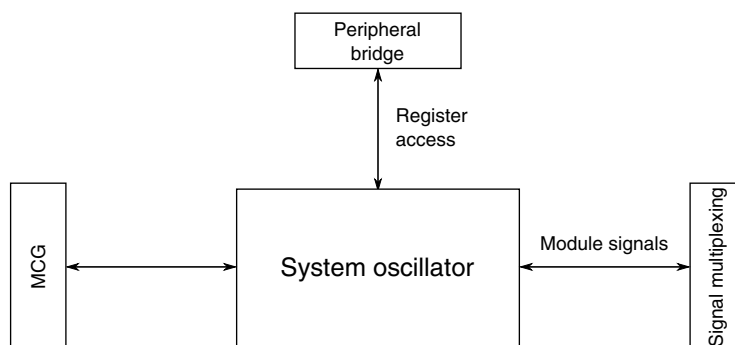 Peripheral
bridge
Register
access
MCG
System oscillator
Module signals
Signal multiplexing